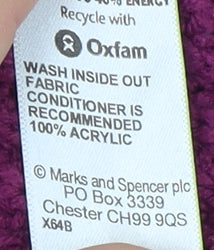 40% ENERGY
Recycle with
Oxfam
WASH INSIDE OUT
FABRIC
CONDITIONER IS
RECOMMENDED
100% ACRYLIC
© Marks and Spencer plc
PO Box 3339
Chester CH99 9QS
X64B